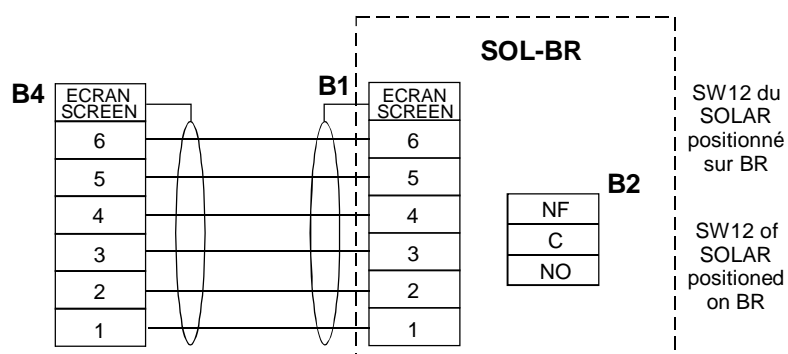 SOL-BR
B4
ECRAN
SCREEN
6
5
4
3
2
1
B1
ECRAN
SCREEN
6
5
4
3
2
1
B2
NF
C
NO
SW12 du
SOLAR
positionné
sur BR
SW12 of
SOLAR
positioned
on BR